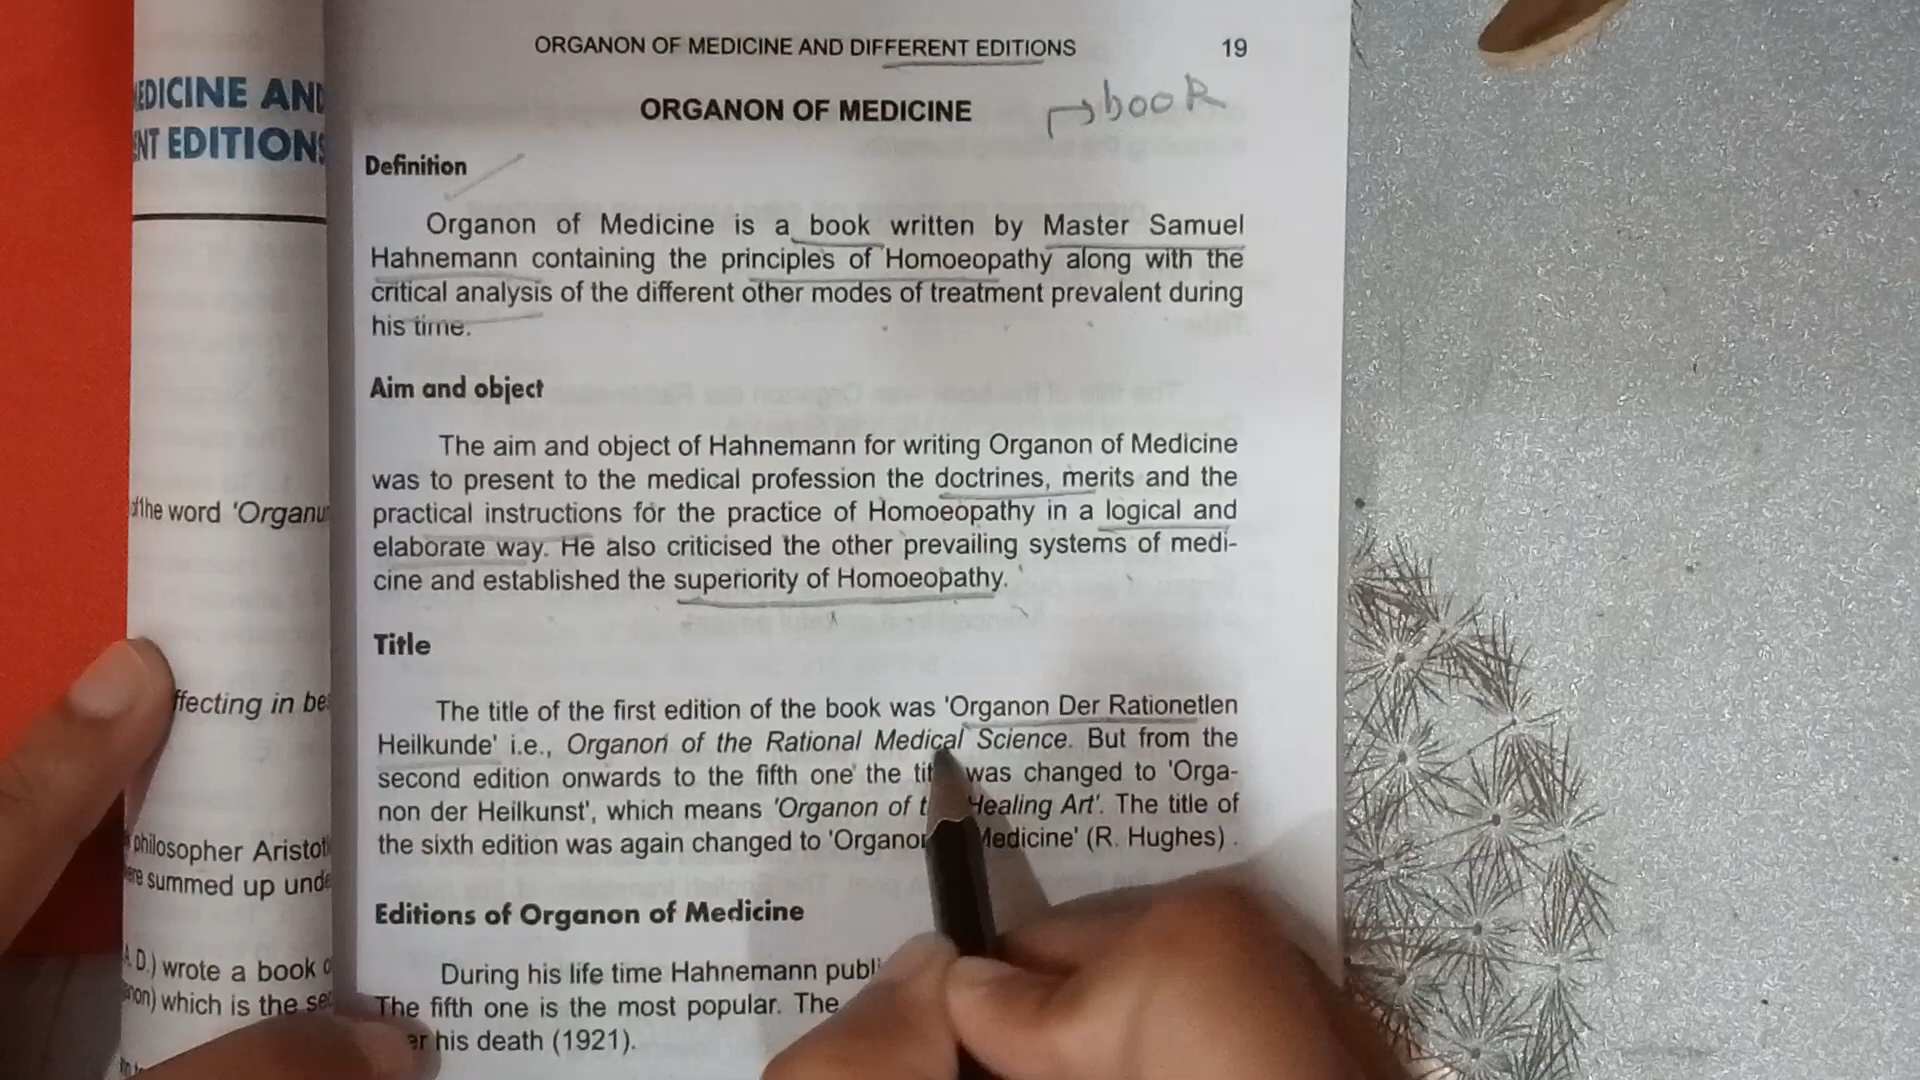 EDICINE AND
NT EDITIONS
the word 'Organu
ffecting in be
philosopher Aristot
ere summed up unde
A.D.) wrote a book o
non) which is the se
ORGANON OF MEDICINE AND DIFFERENT EDITIONS 19
ORGANON OF MEDICINE
book
Definition
Organon of Medicine is a book written by Master Samuel
Hahnemann containing the principles of Homoeopathy along with the
critical analysis of the different other modes of treatment prevalent during
his time.
Aim and object
The aim and object of Hahnemann for writing Organon of Medicine
was to present to the medical profession the doctrines, merits and the
practical instructions for the practice of Homoeopathy in a logical and
elaborate way. He also criticised the other prevailing systems of medi-
cine and established the superiority of Homoeopathy.
Title
The title of the first edition of the book was 'Organon Der Rationetlen
Heilkunde' i.e., Organon of the Rational Medical Science. But from the
second edition onwards to the fifth one the tit was changed to 'Orga-
non der Heilkunst', which means 'Organon of t Healing Art'. The title of
the sixth edition was again changed to 'Organon Medicine' (R. Hughes).
Editions of Organon of Medicine
During his life time Hahnemann publi
The fifth one is the most popular. The
er his death (1921).